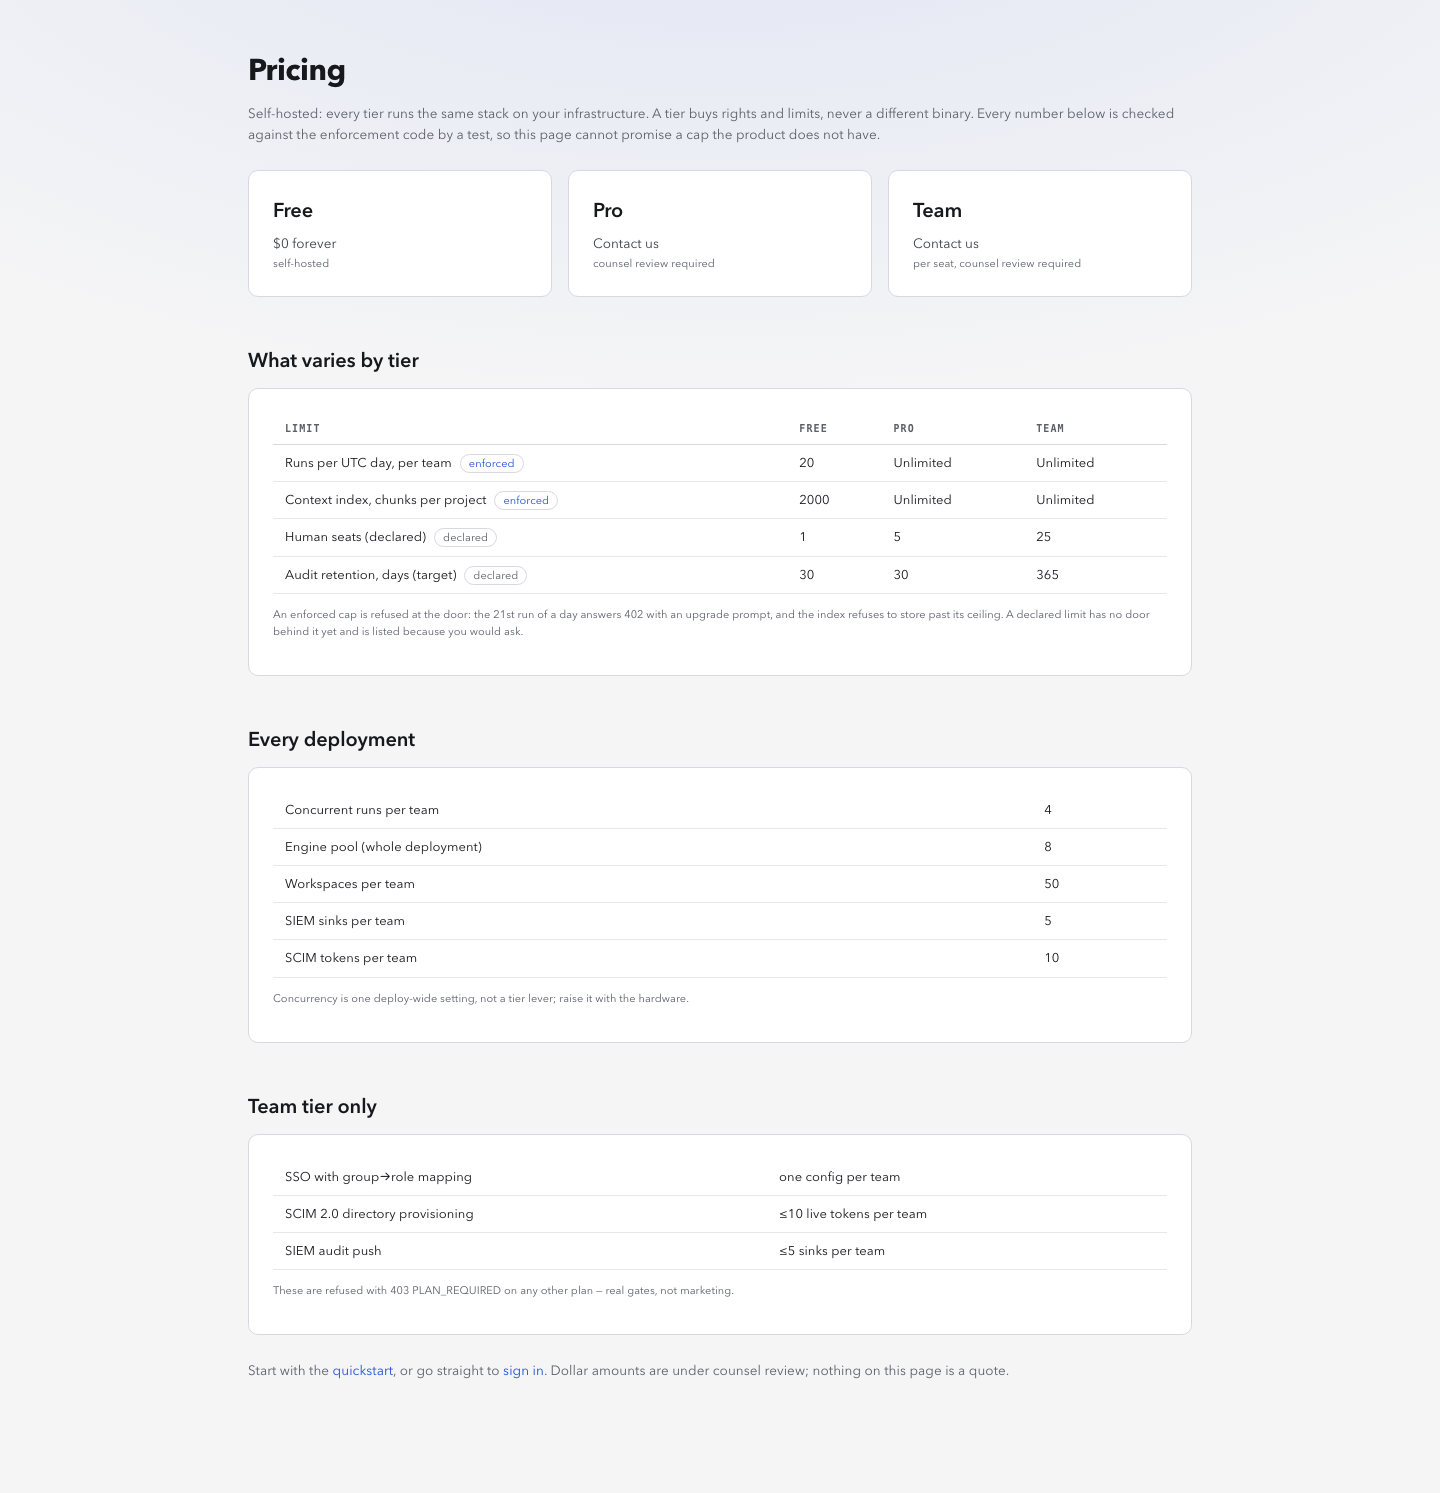 Pricing
Self-hosted: every tier runs the same stack on your infrastructure. A tier buys rights and limits, never a different binary. Every number below is checked
against the enforcement code by a test, so this page cannot promise a cap the product does not have.
Free
$0 forever
self-hosted
Pro
Contact us
counsel review required
Team
Contact us
per seat, counsel review required
What varies by tier
LIMIT FREE PRO TEAM
Runs per UTC day, per team enforced 20 Unlimited Unlimited
Context index, chunks per project enforced 2000 Unlimited Unlimited
Human seats (declared) declared 1 5 25
Audit retention, days (target) declared 30 30 365
An enforced cap is refused at the door: the 21st run of a day answers 402 with an upgrade prompt, and the index refuses to store past its ceiling. A declared limit has no door
behind it yet and is listed because you would ask.
Every deployment
Concurrent runs per team 4
Engine pool (whole deployment) 8
Workspaces per team 50
SIEM sinks per team 5
SCIM tokens per team 10
Concurrency is one deploy-wide setting, not a tier lever; raise it with the hardware.
Team tier only
SSO with group→role mapping one config per team
SCIM 2.0 directory provisioning ≤10 live tokens per team
SIEM audit push ≤5 sinks per team
These are refused with 403 PLAN_REQUIRED on any other plan — real gates, not marketing.
Start with the quickstart, or go straight to sign in. Dollar amounts are under counsel review; nothing on this page is a quote.